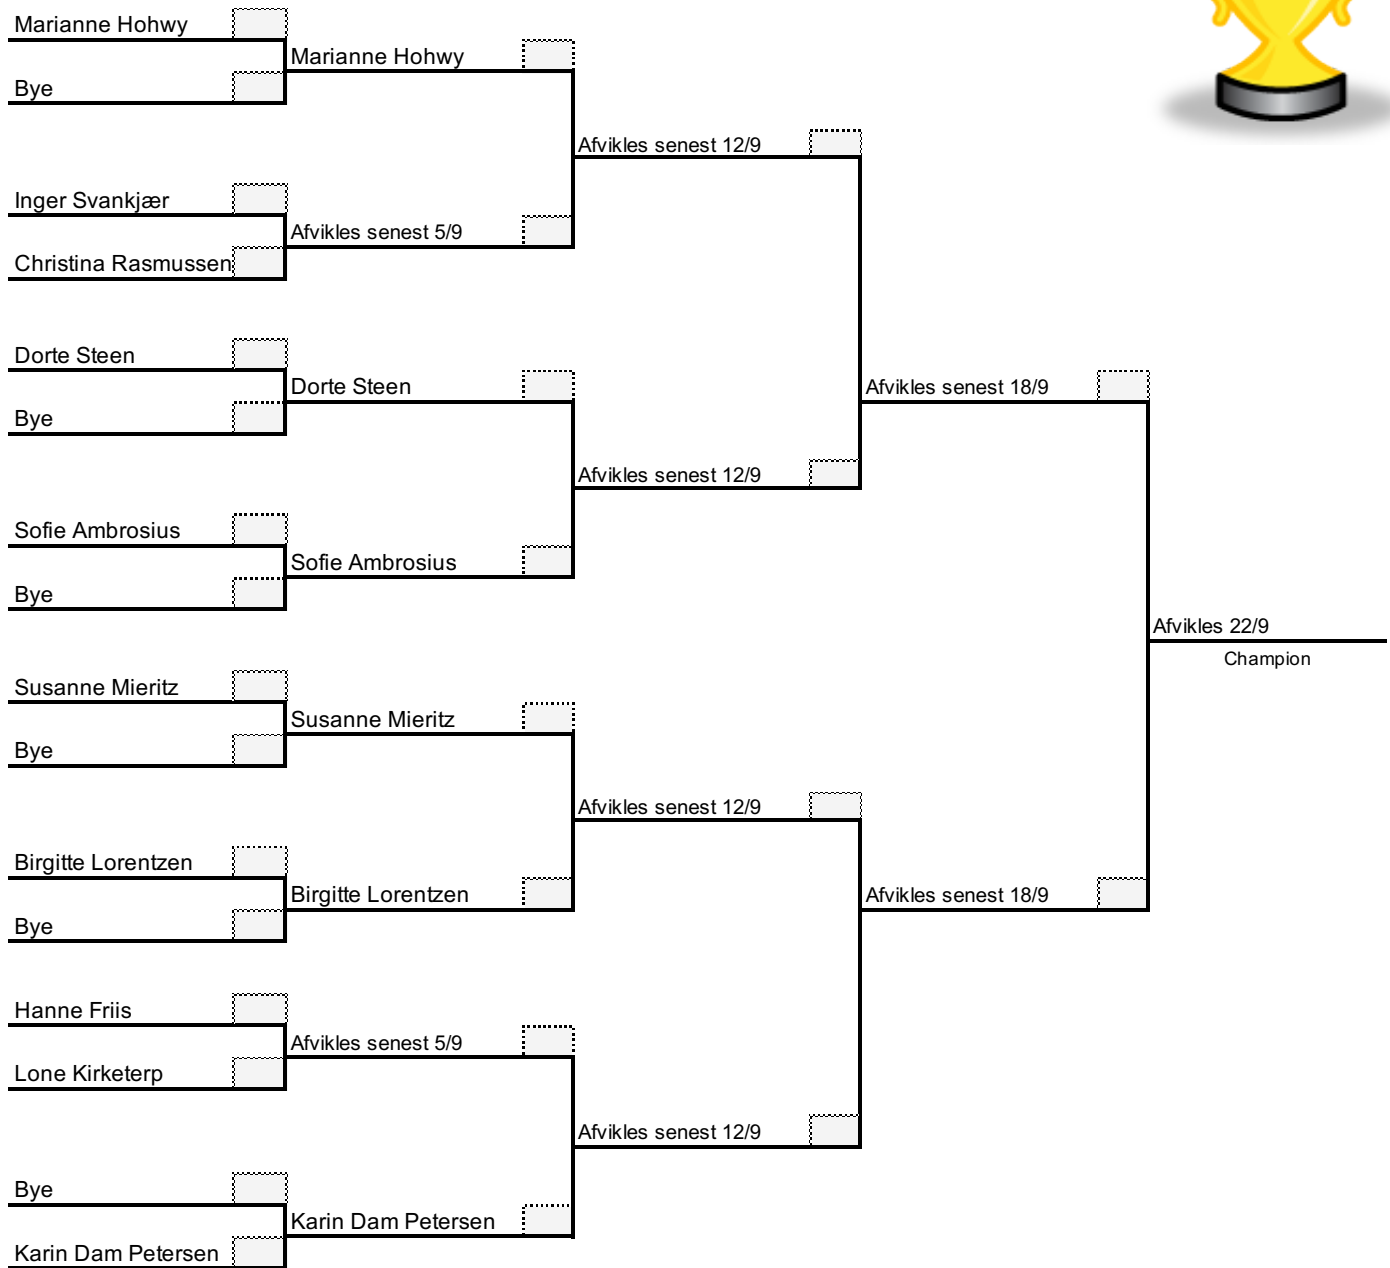 Marianne Hohwy
Marianne Hohwy
Bye
Afvikles senest 12/9
Inger Svankjær
Afvikles senest 5/9
Christina Rasmussen
Dorte Steen
Dorte Steen
Afvikles senest 18/9
Bye
Afvikles senest 12/9
Sofie Ambrosius
Sofie Ambrosius
Bye
Afvikles 22/9
Champion
Susanne Mieritz
Susanne Mieritz
Bye
Afvikles senest 12/9
Birgitte Lorentzen
Birgitte Lorentzen
Afvikles senest 18/9
Bye
Hanne Friis
Afvikles senest 5/9
Lone Kirketerp
Afvikles senest 12/9
Bye
Karin Dam Petersen
Karin Dam Petersen